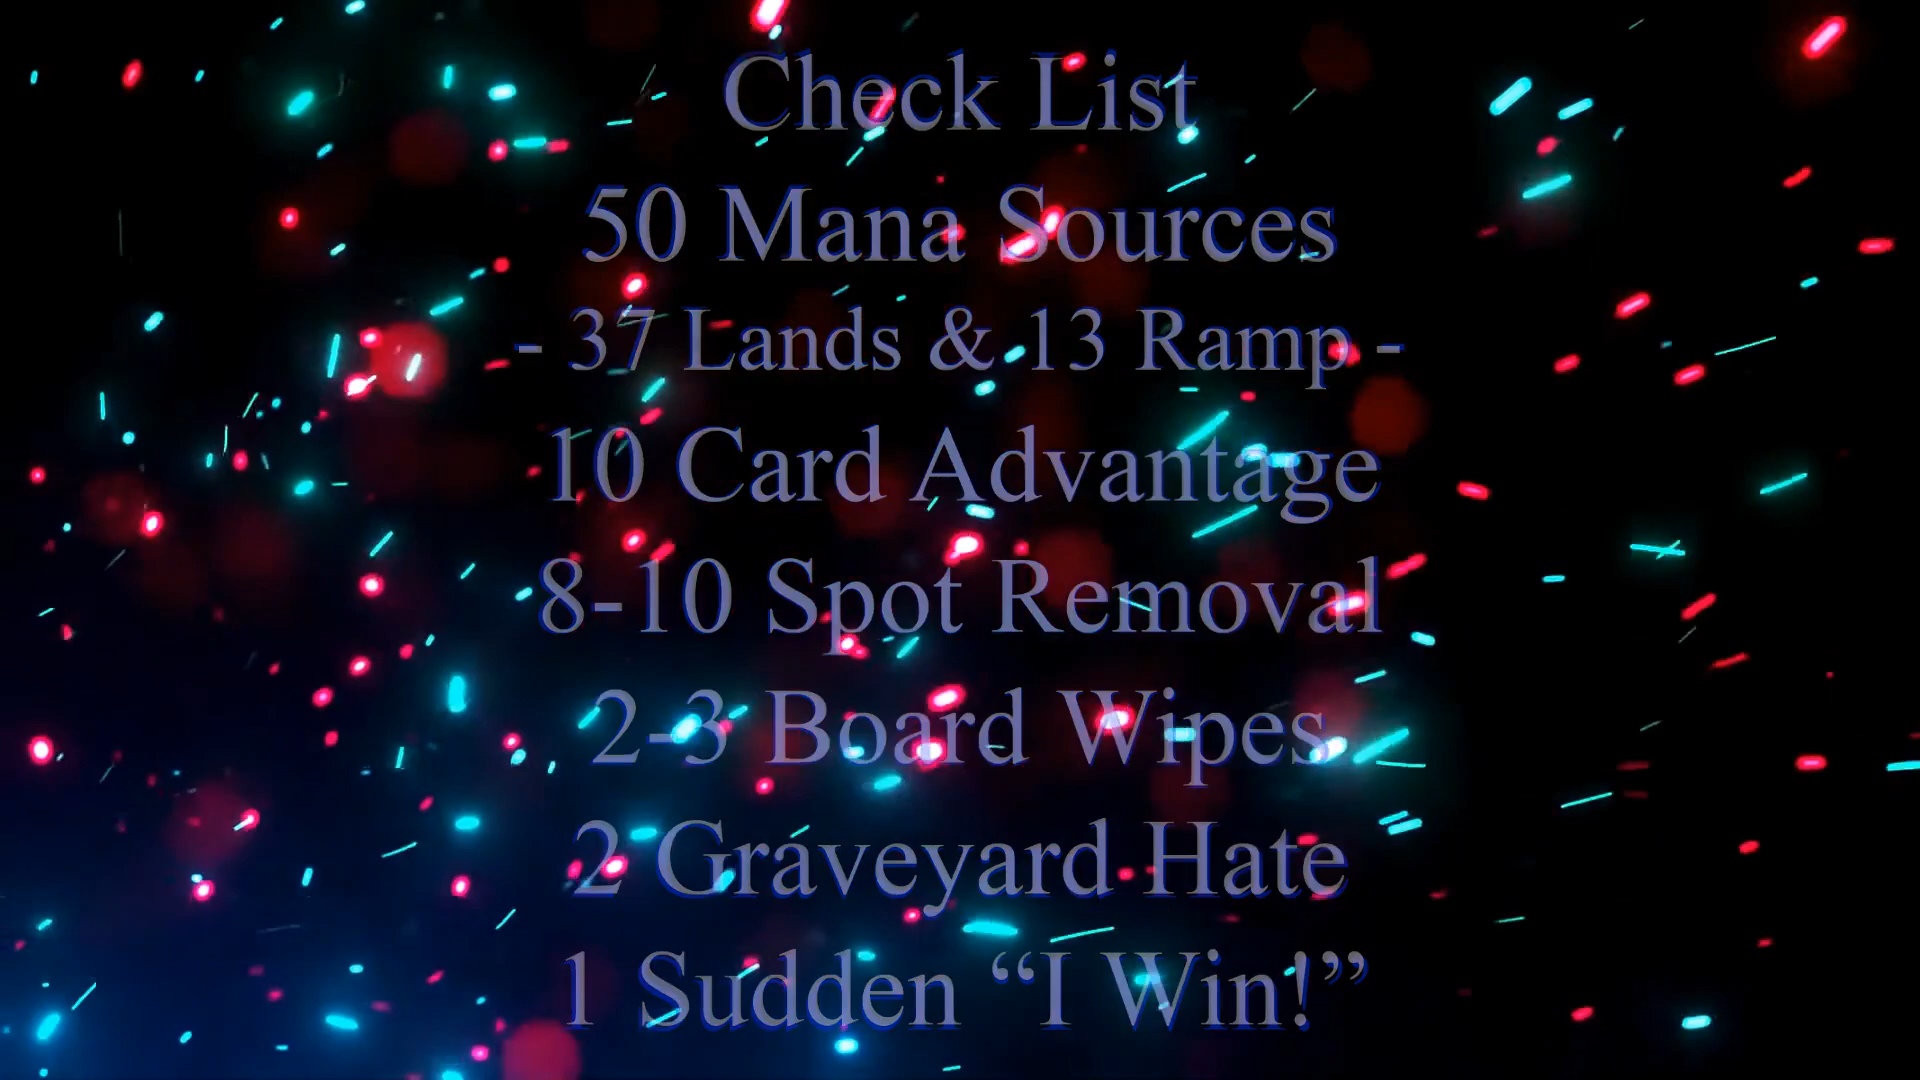 Check List
50 Mana Sources
- 37 Lands & 13 Ramp -
10 Card Advantage
8-10 Spot Removal
2-3 Board Wipes
2 Graveyard Hate
1 Sudden “I Win!”